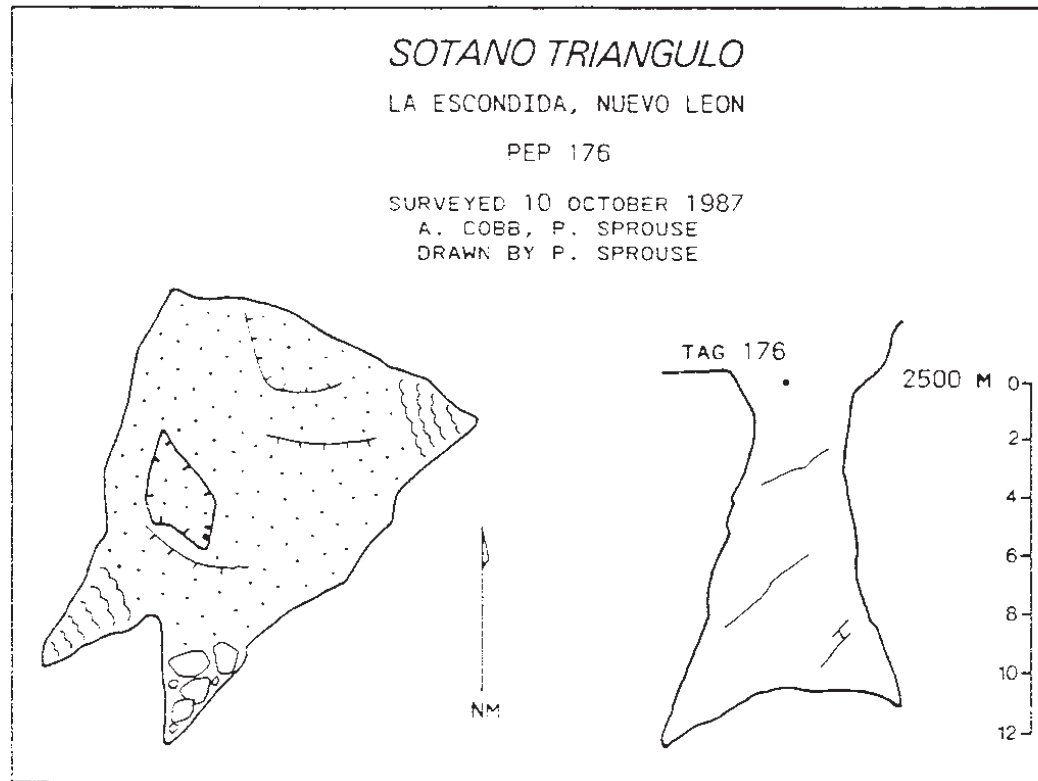 SOTANO TRIANGULO
LA ESCONDIDA, NUEVO LEON
PEP 176
SURVEYED 10 OCTOBER 1987
A. COBB, P. SPROUSE
DRAWN BY P. SPROUSE
TAG 176
2500 M
0
2
4
6
8
10
12
NM